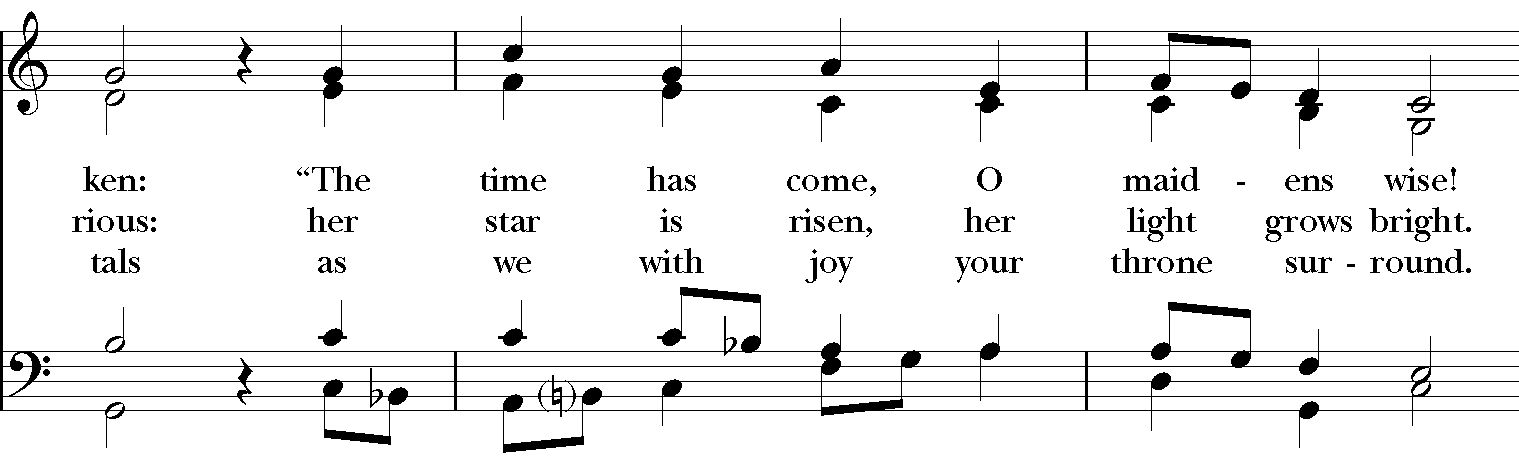 ken: “The time has come, O maid - ens wise!
rious: her star is risen, her light grows bright.
tals as we with joy your throne sur - round.